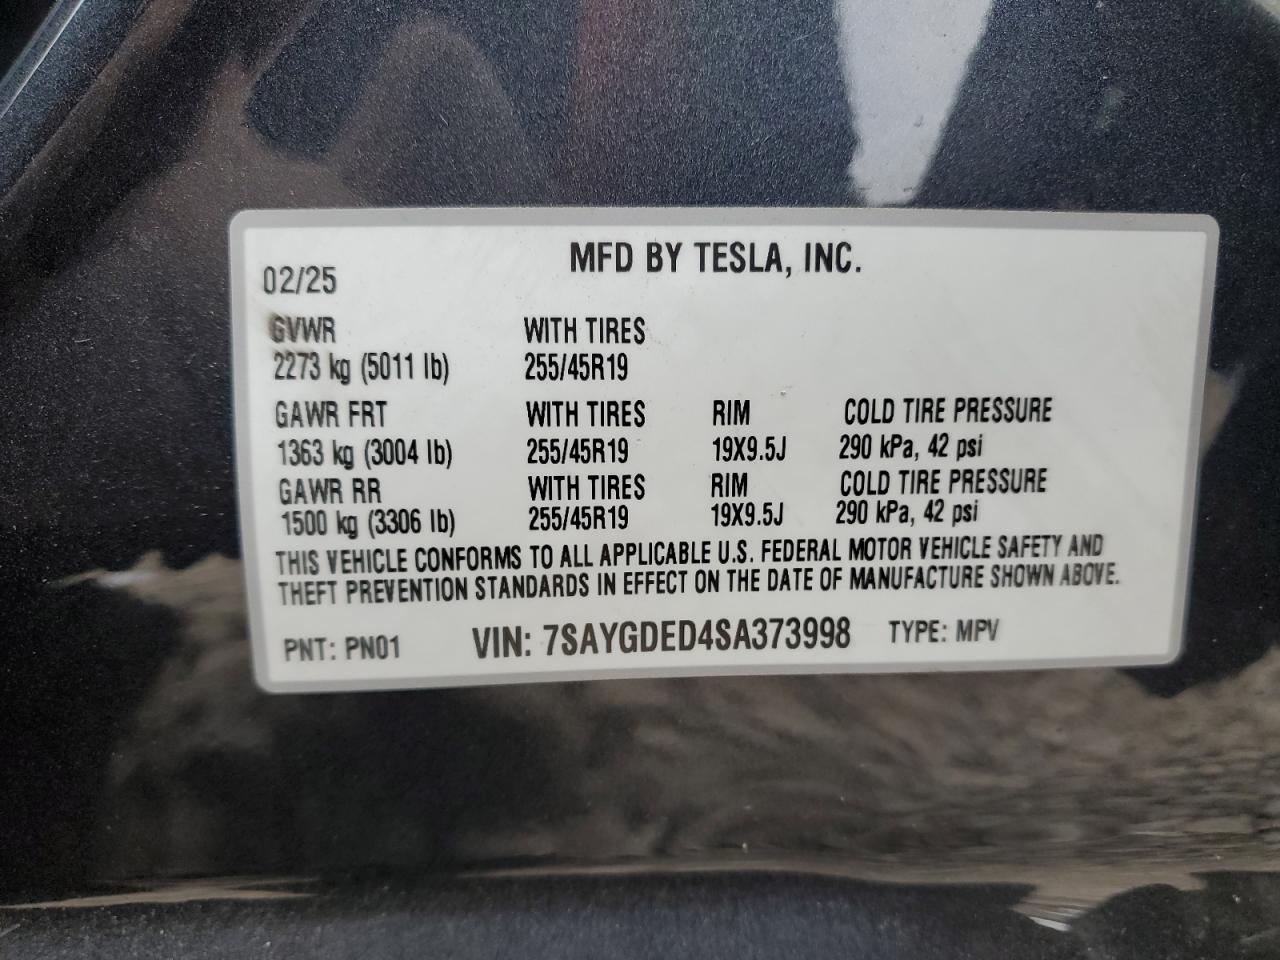 MFD BY TESLA, INC.
02/25
GVWR WITH TIRES
2273 kg (5011 lb) 255/45R19
GAWR FRT WITH TIRES RIM COLD TIRE PRESSURE
1363 kg (3004 lb) 255/45R19 19X9.5J 290 kPa, 42 psi
GAWR RR WITH TIRES RIM COLD TIRE PRESSURE
1500 kg (3306 lb) 255/45R19 19X9.5J 290 kPa, 42 psi
THIS VEHICLE CONFORMS TO ALL APPLICABLE U.S. FEDERAL MOTOR VEHICLE SAFETY AND
THEFT PREVENTION STANDARDS IN EFFECT ON THE DATE OF MANUFACTURE SHOWN ABOVE.
PNT: PN01 VIN: 7SAYGDED4SA373998 TYPE: MPV